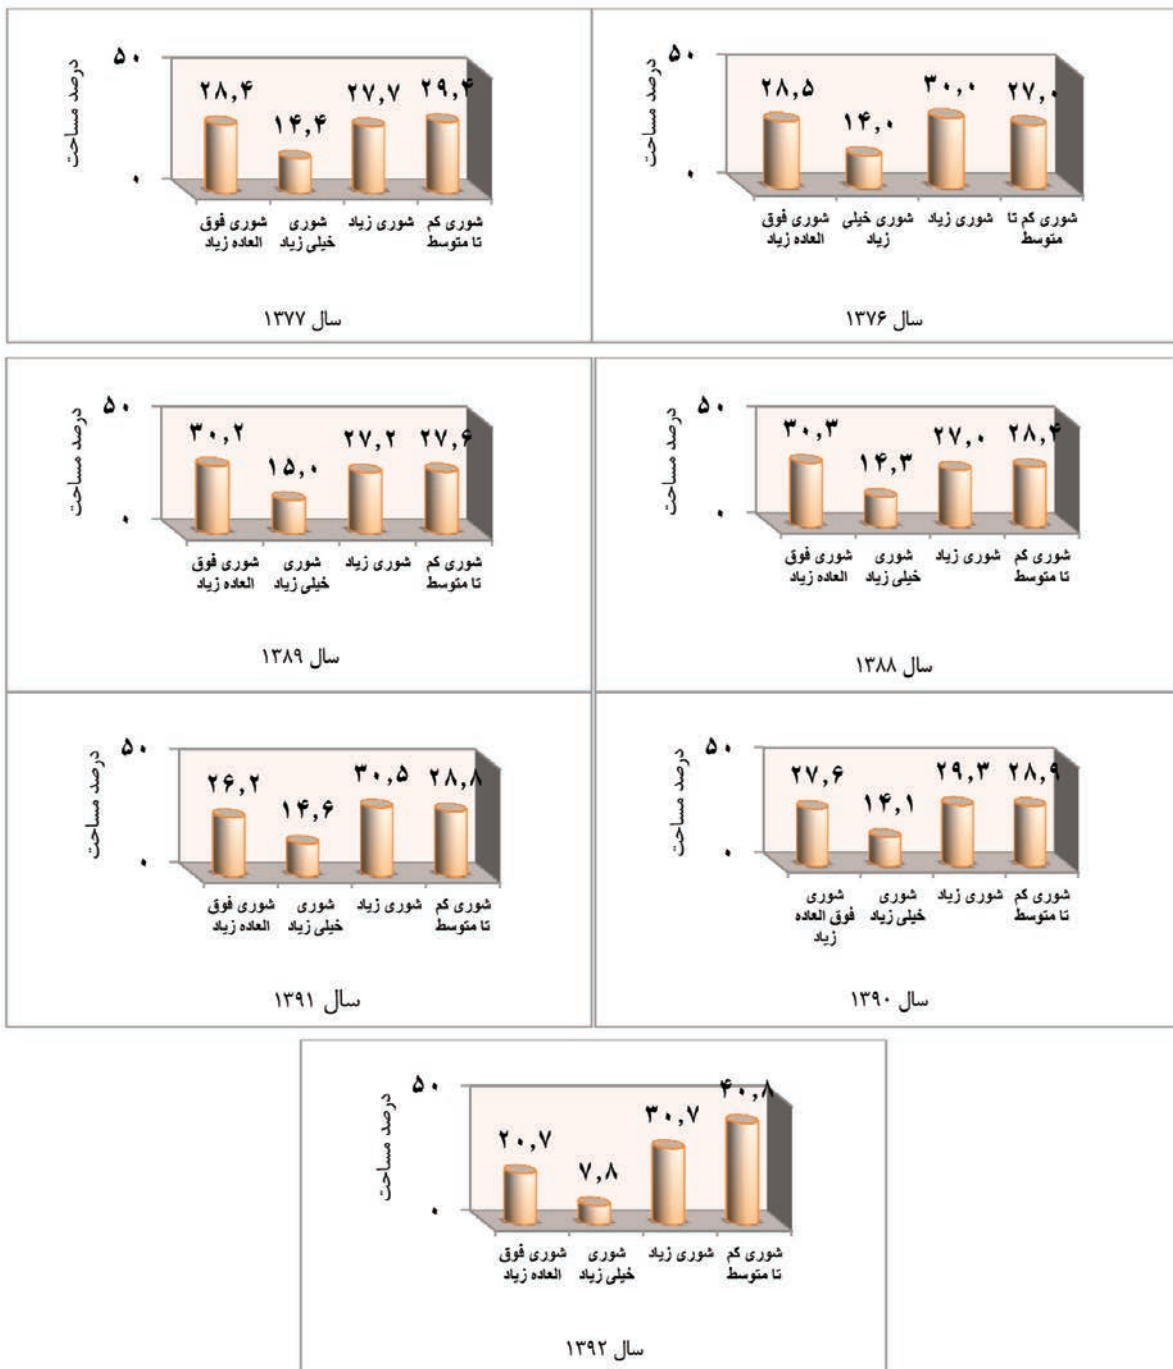 درصد مساحت
۵۰
۰
۲۷,۰
۳۰,۰
۱۴,۰
۲۸,۵
شوری کم تا
متوسط
شوری زیاد
شوری خیلی
زیاد
شوری فوق
العاده زیاد
سال ۱۳۷۶
درصد مساحت
۵۰
۰
۲۹,۴
۲۷,۷
۱۴,۴
۲۸,۴
شوری کم
تا متوسط
شوری زیاد
شوری
خیلی زیاد
شوری فوق
العاده زیاد
سال ۱۳۷۷
درصد مساحت
۵۰
۰
۲۸,۴
۲۷,۰
۱۴,۳
۳۰,۳
شوری کم
تا متوسط
شوری زیاد
شوری
خیلی زیاد
شوری فوق
العاده زیاد
سال ۱۳۸۸
درصد مساحت
۵۰
۰
۲۷,۶
۲۷,۲
۱۵,۰
۳۰,۲
شوری کم
تا متوسط
شوری زیاد
شوری
خیلی زیاد
شوری فوق
العاده زیاد
سال ۱۳۸۹
درصد مساحت
۵۰
۰
۲۸,۹
۲۹,۳
۱۴,۱
۲۷,۶
شوری کم
تا متوسط
شوری زیاد
شوری
خیلی زیاد
شوری
فوق العاده
زیاد
سال ۱۳۹۰
درصد مساحت
۵۰
۰
۲۸,۸
۳۰,۵
۱۴,۶
۲۶,۲
شوری کم
تا متوسط
شوری زیاد
شوری
خیلی زیاد
شوری فوق
العاده زیاد
سال ۱۳۹۱
درصد مساحت
۵۰
۰
۴۰,۸
۳۰,۷
۷,۸
۲۰,۷
شوری کم
تا متوسط
شوری زیاد
شوری
خیلی زیاد
شوری فوق
العاده زیاد
سال ۱۳۹۲